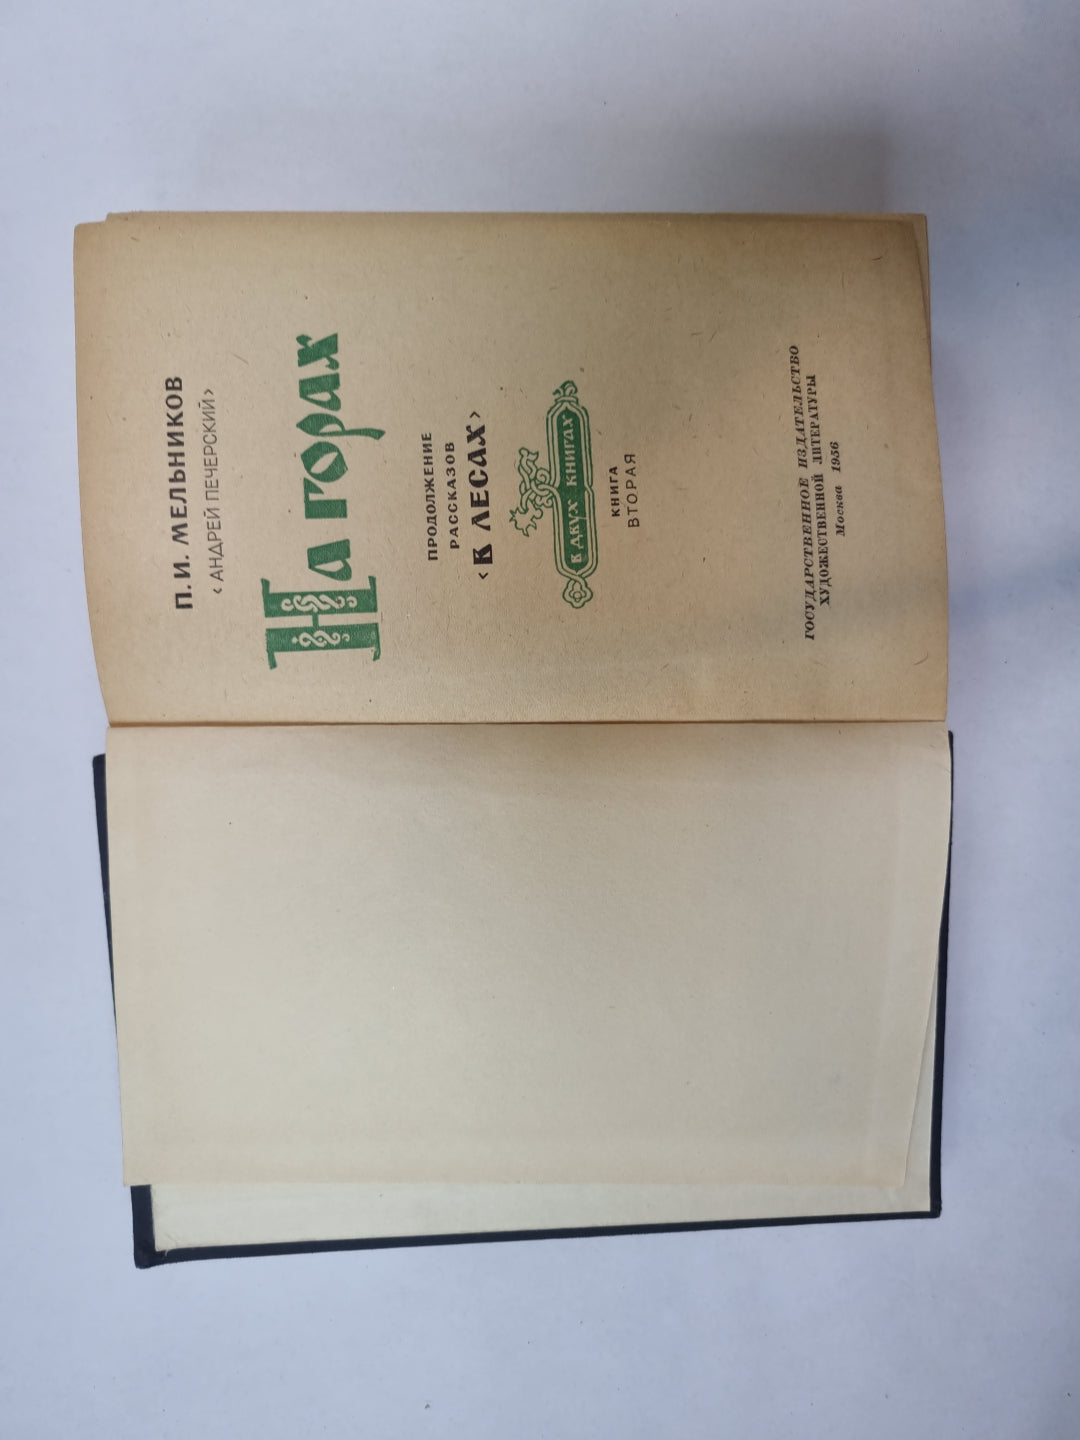 П. И. МЕЛЬНИКОВ
‹ АНДРЕЙ ПЕЧЕРСКИЙ ›
На горах
ПРОДОЛЖЕНИЕ
РАССКАЗОВ
‹ В ЛЕСАХ ›
В ДВУХ КНИГАХ
КНИГА
ВТОРАЯ
ГОСУДАРСТВЕННОЕ ИЗДАТЕЛЬСТВО
ХУДОЖЕСТВЕННОЙ ЛИТЕРАТУРЫ
Москва 1956